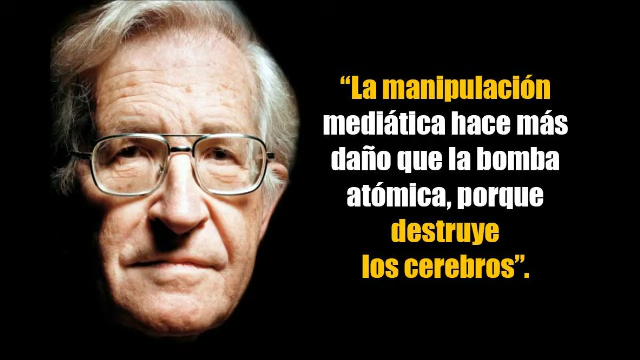 “La manipulación
mediática hace más
daño que la bomba
atómica, porque
destruye
los cerebros”.